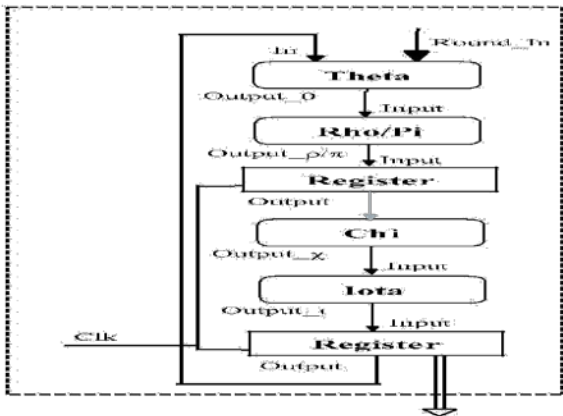 In
Round_In
Theta
Output_θ
Input
Rho/Pi
Output_ρ/π
Input
Register
Output
Chi
Output_χ
Input
Iota
Output_ι
Input
Clk
Register
Output